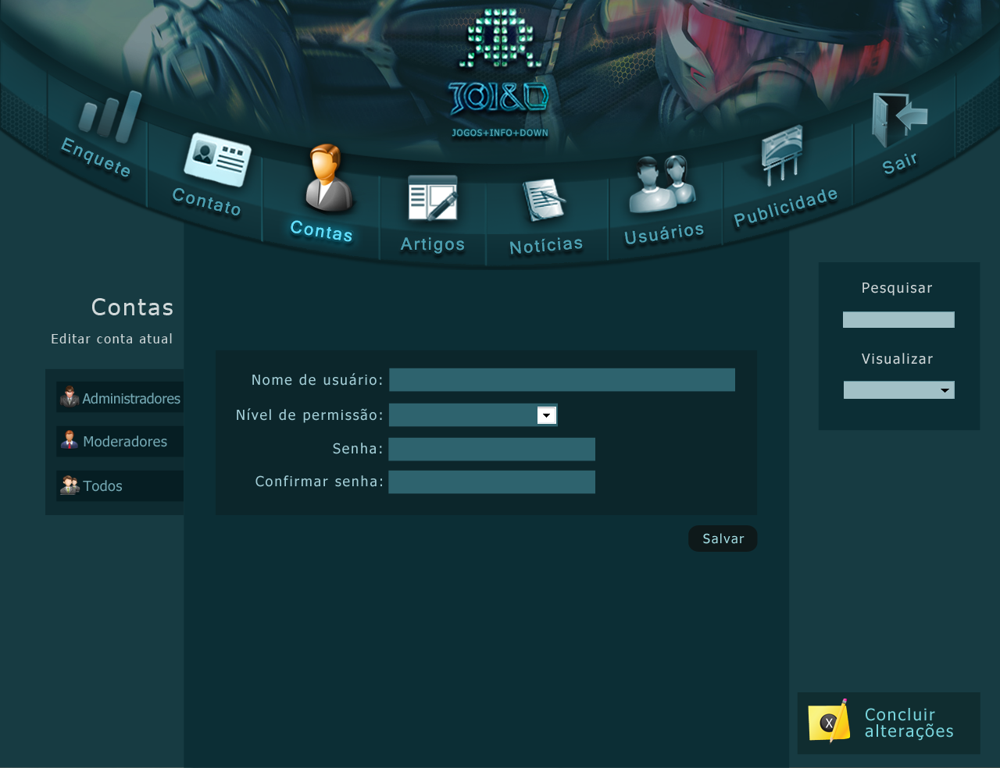 JOI&D
JOGOS+INFO+DOWN
Enquete
Contato
Contas
Artigos
Notícias
Usuários
Publicidade
Sair
Contas
Editar conta atual
Administradores
Moderadores
Todos
Nome de usuário:
Nível de permissão:
Senha:
Confirmar senha:
Salvar
Pesquisar
Visualizar
X
Concluir
alterações